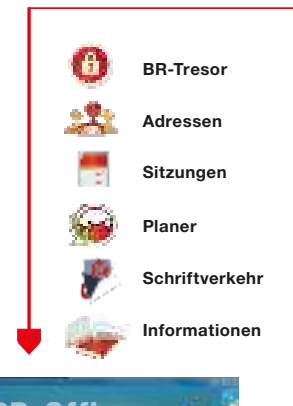 BR-Tresor
Adressen
Sitzungen
Planer
Schriftverkehr
Informationen